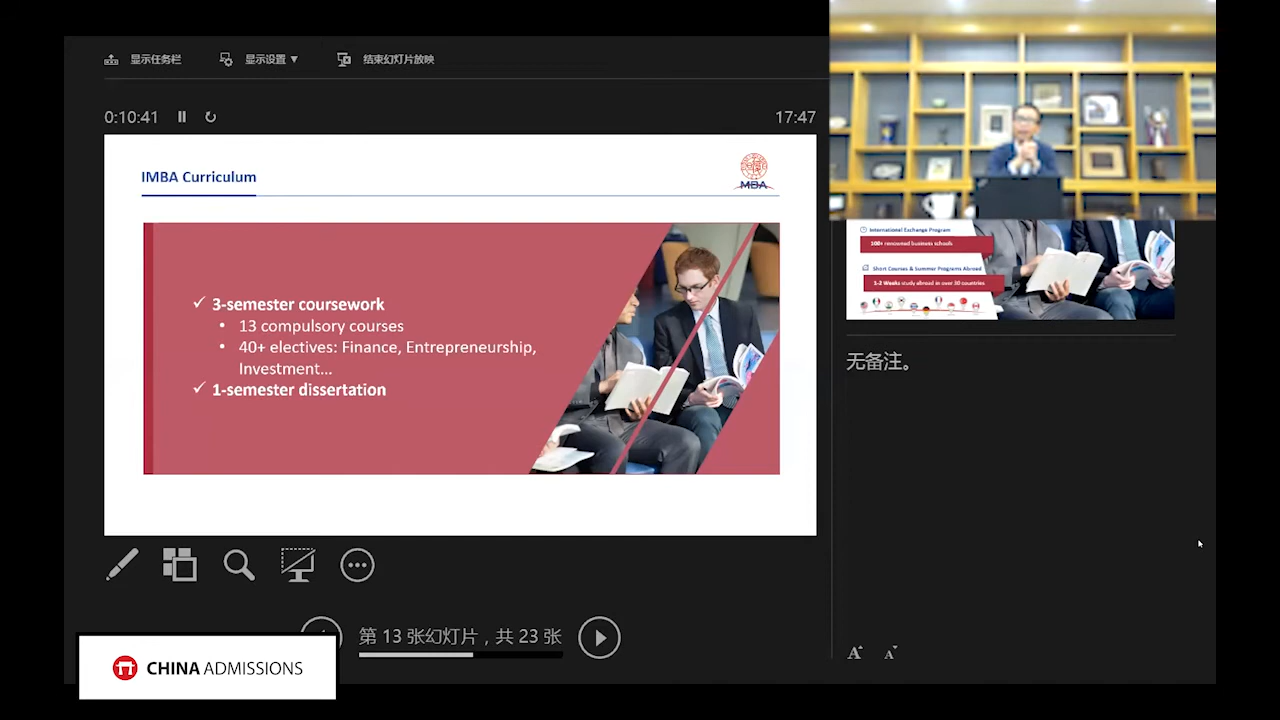 显示任务栏
显示设置 ▼
结束幻灯片放映
0:10:41
17:47
IMBA Curriculum
MBA
✓ 3-semester coursework
• 13 compulsory courses
• 40+ electives: Finance, Entrepreneurship,
Investment...
✓ 1-semester dissertation
International Exchange Program
100+ renowned business schools
Short Courses & Summer Programs Abroad
1-2 Weeks study abroad in over 30 countries
无备注。
第 13 张幻灯片，共 23 张
A A
CHINA ADMISSIONS